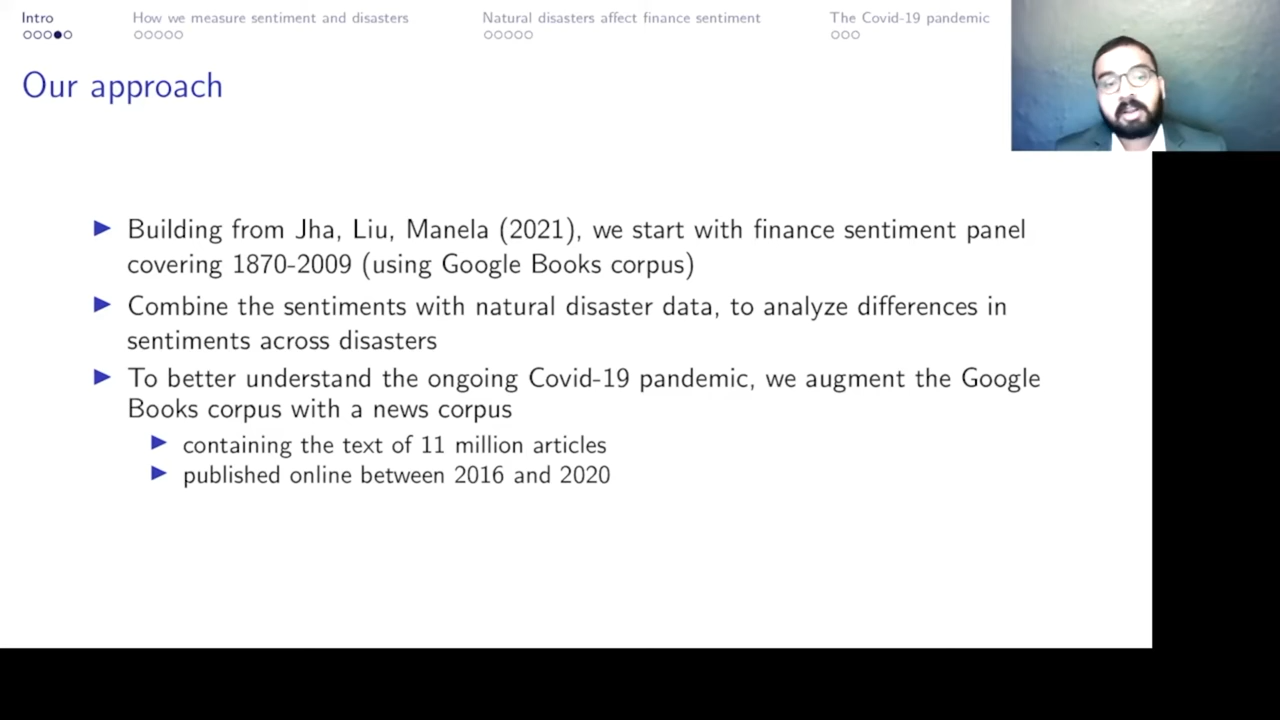 Intro
How we measure sentiment and disasters
Natural disasters affect finance sentiment
The Covid-19 pandemic
Our approach
Building from Jha, Liu, Manela (2021), we start with finance sentiment panel
covering 1870-2009 (using Google Books corpus)
Combine the sentiments with natural disaster data, to analyze differences in
sentiments across disasters
To better understand the ongoing Covid-19 pandemic, we augment the Google
Books corpus with a news corpus
containing the text of 11 million articles
published online between 2016 and 2020